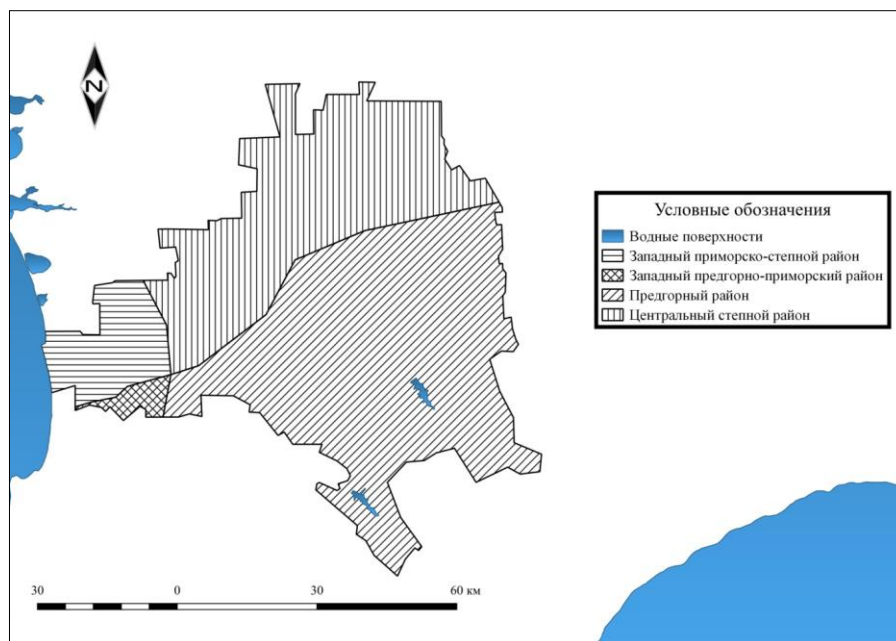 N
Условные обозначения
Водные поверхности
Западный приморско-степной район
Западный предгорно-приморский район
Предгорный район
Центральный степной район
30 0 30 60 км